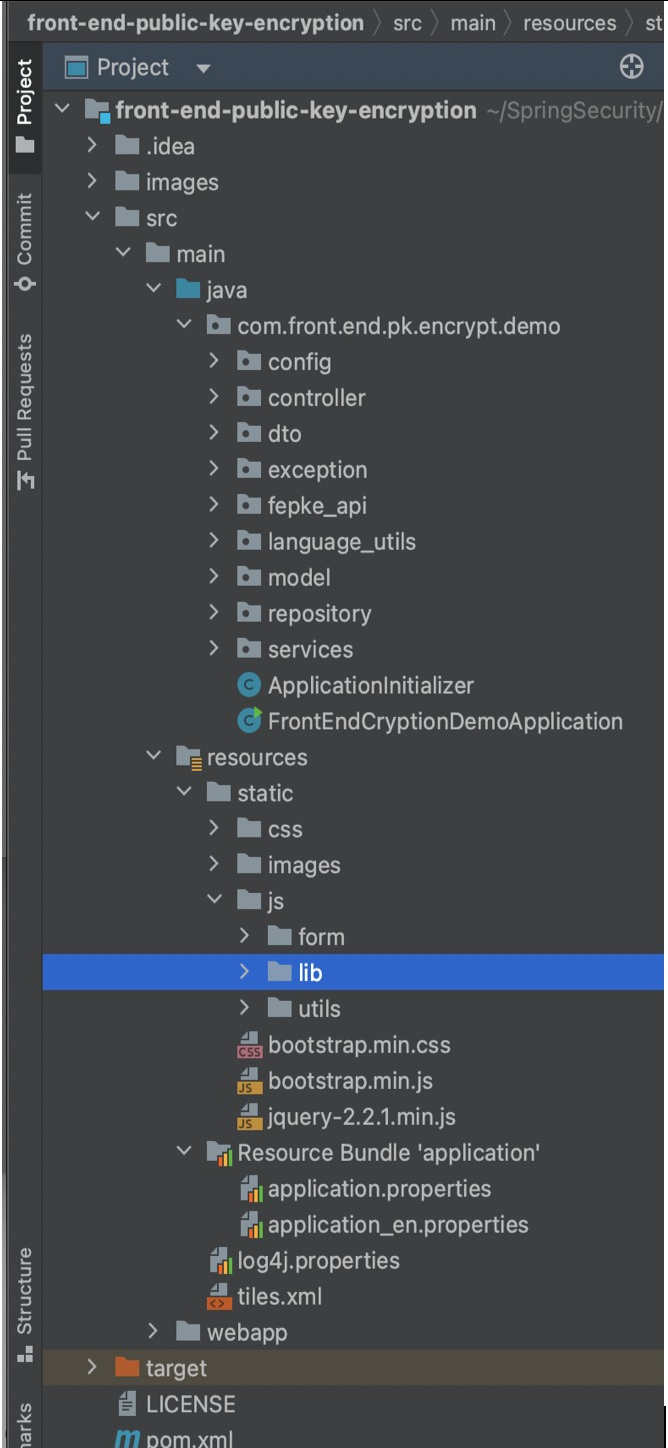 front-end-public-key-encryption > src > main > resources > st
Project
Project
front-end-public-key-encryption ~/SpringSecurity/
.idea
images
src
Commit
main
java
com.front.end.pk.encrypt.demo
config
Pull Requests
controller
dto
exception
fepke_api
language_utils
model
repository
services
C ApplicationInitializer
C FrontEndCryptionDemoApplication
resources
static
css
images
js
form
lib
utils
CSS bootstrap.min.css
JS bootstrap.min.js
JS jquery-2.2.1.min.js
Resource Bundle 'application'
application.properties
application_en.properties
log4j.properties
Structure
<> tiles.xml
webapp
target
LICENSE
m pom.xml
marks